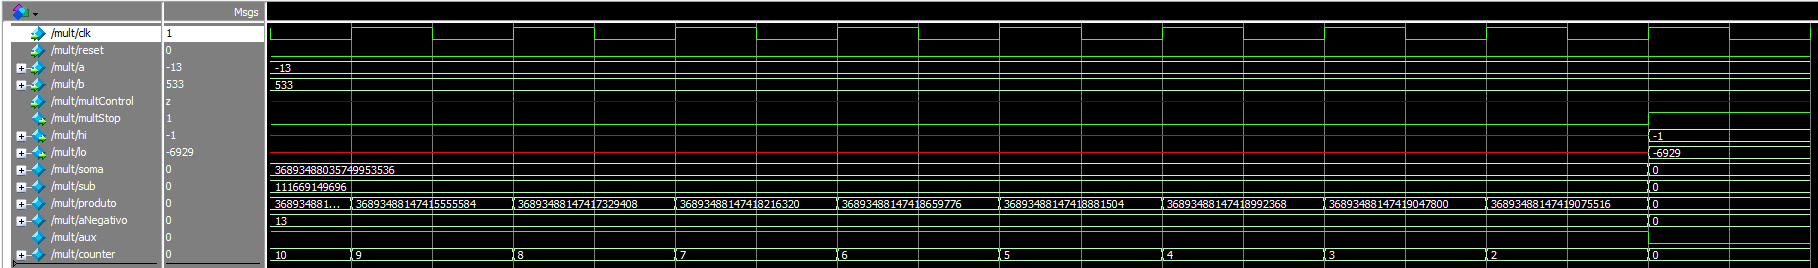 Msgs
/mult/clk 1
/mult/reset 0
/mult/a -13 -13
/mult/b 533 533
/mult/multControl z
/mult/multStop 1
/mult/hi -1 -1
/mult/lo -6929 -6929
/mult/soma 0 36893488035749953536 0
/mult/sub 0 111669149696 0
/mult/produto 0 368934881... 36893488147415555584 36893488147417329408 36893488147418216320 36893488147418659776 36893488147418881504 36893488147418992368 36893488147419047800 36893488147419075516 0
/mult/aNegativo 0 13 0
/mult/aux 0
/mult/counter 0 10 9 8 7 6 5 4 3 2 0